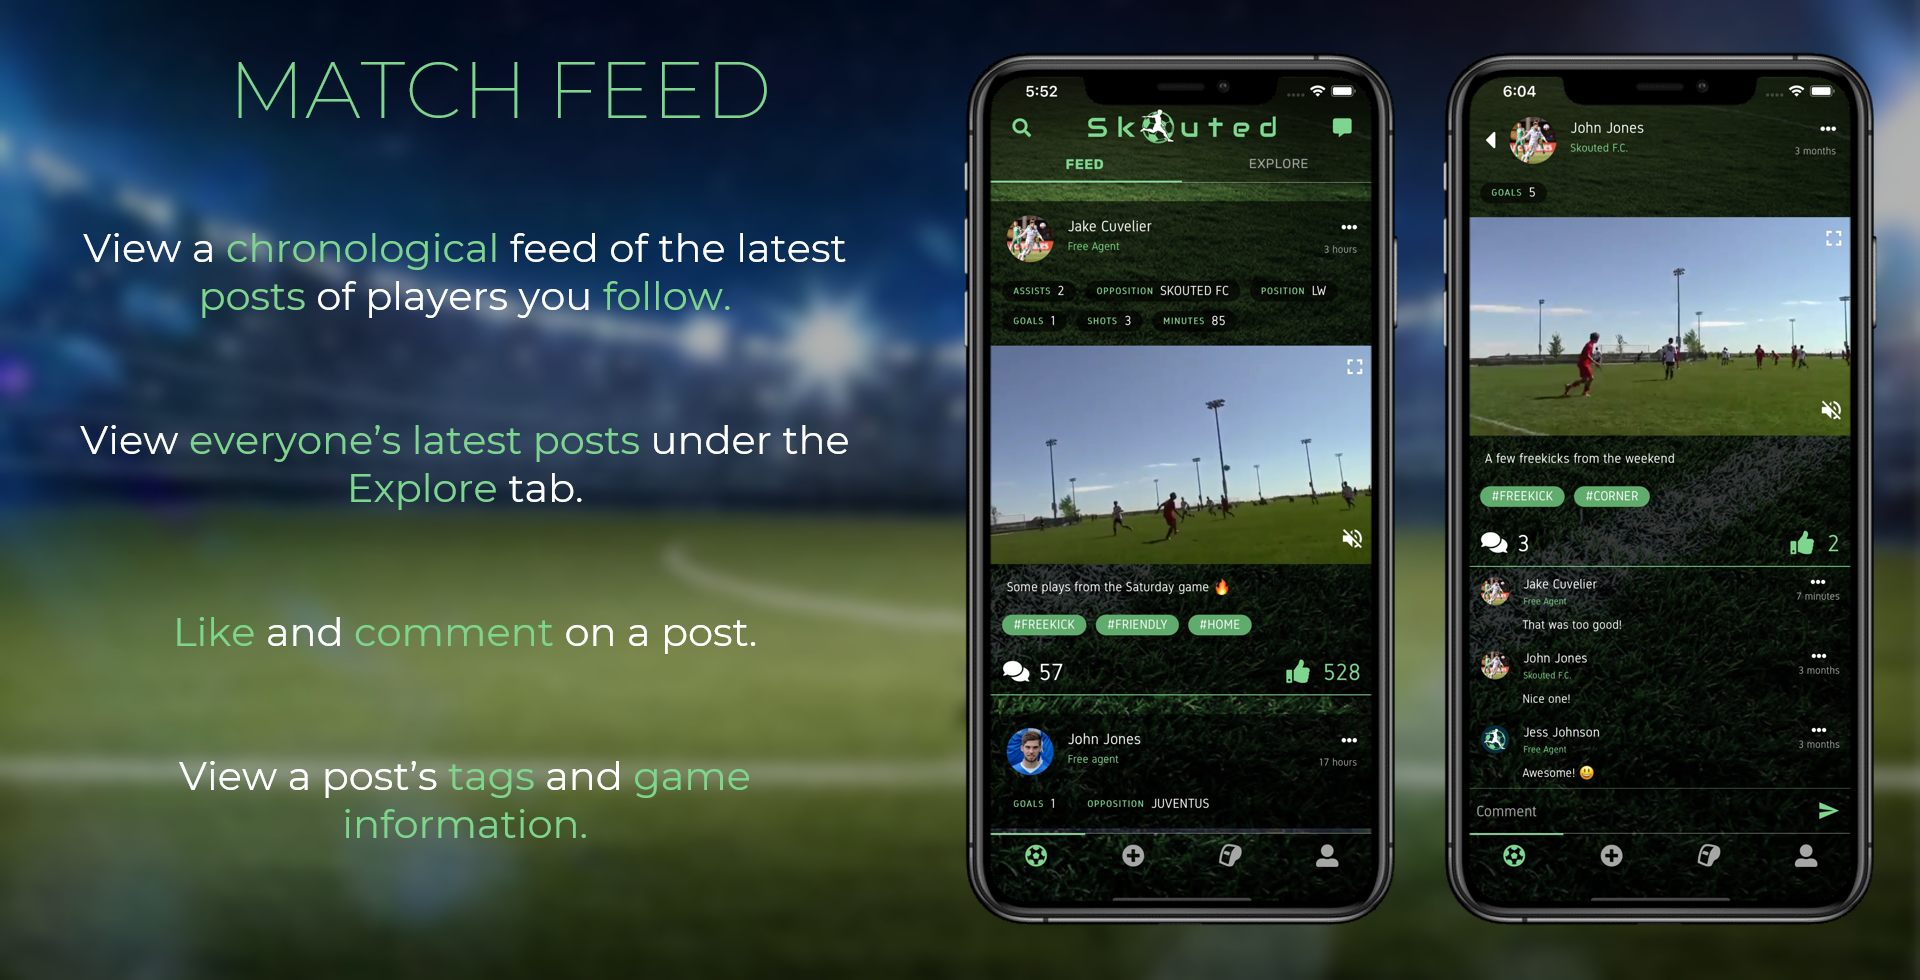 MATCH FEED
View a chronological feed of the latest
posts of players you follow.
View everyone's latest posts under the
Explore tab.
Like and comment on a post.
View a post's tags and game
information.
5:52
Skouted
FEED EXPLORE
Jake Cuvelier
Free Agent
3 hours
ASSISTS 2 OPPOSITION SKOUTED FC POSITION LW
GOALS 1 SHOTS 3 MINUTES 85
Some plays from the Saturday game 🔥
#FREEKICK #FRIENDLY #HOME
57 528
John Jones
Free agent
17 hours
GOALS 1 OPPOSITION JUVENTUS
6:04
John Jones
Skouted F.C.
3 months
GOALS 5
A few freekicks from the weekend
#FREEKICK #CORNER
3 2
Jake Cuvelier
Free Agent
7 minutes
That was too good!
John Jones
Skouted F.C.
3 months
Nice one!
Jess Johnson
Free Agent
3 months
Awesome! 😃
Comment